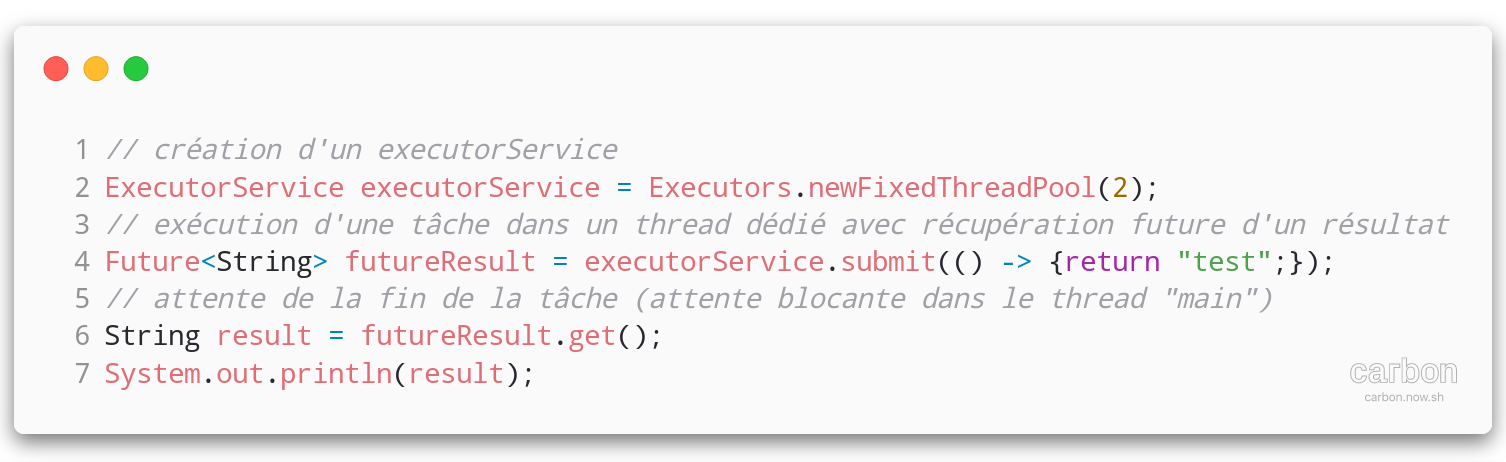 1 // création d'un executorService
2 ExecutorService executorService = Executors.newFixedThreadPool(2);
3 // exécution d'une tâche dans un thread dédié avec récupération future d'un résultat
4 Future<String> futureResult = executorService.submit(() -> {return "test";});
5 // attente de la fin de la tâche (attente blocante dans le thread "main")
6 String result = futureResult.get();
7 System.out.println(result);
carbon
carbon.now.sh